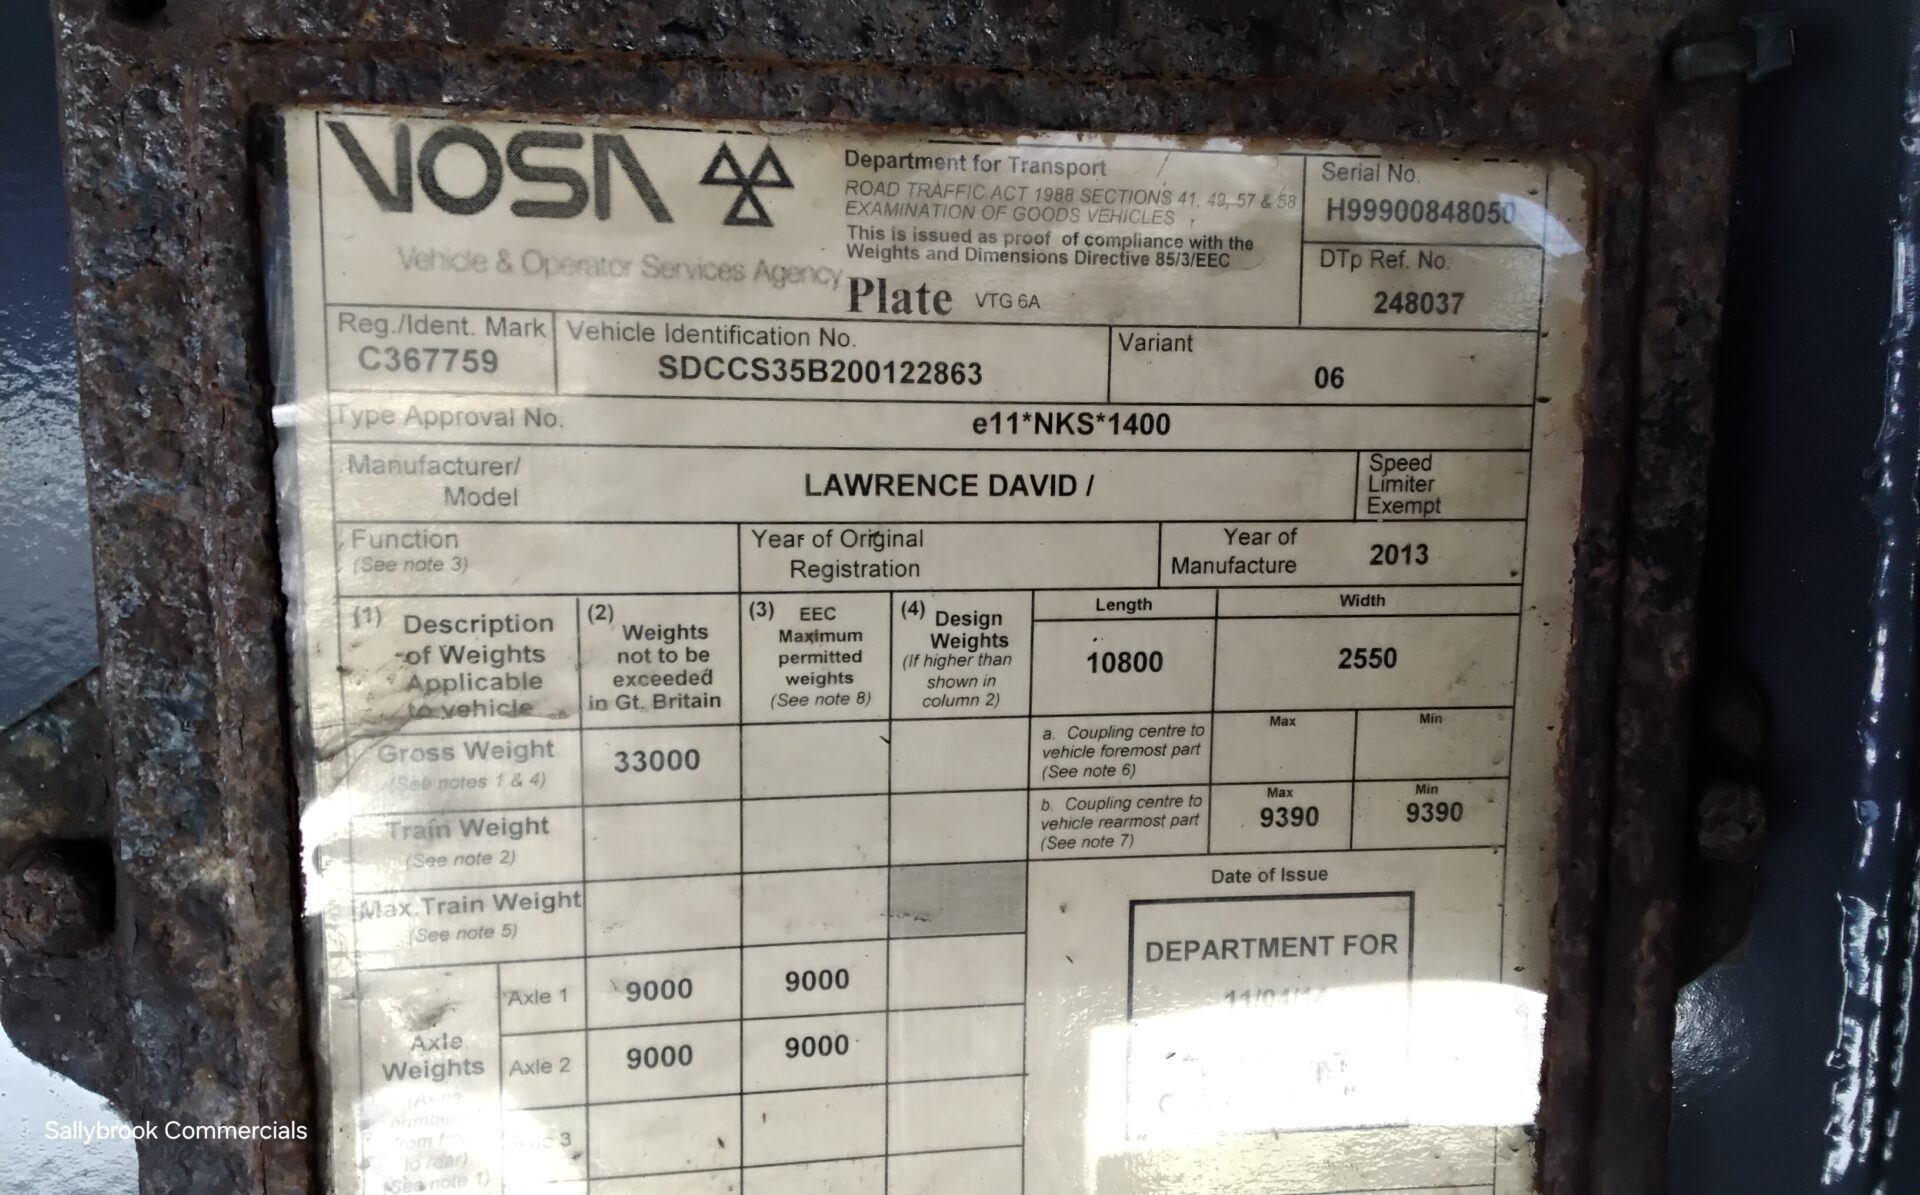 VOSA
Vehicle & Operator Services Agency
Department for Transport
ROAD TRAFFIC ACT 1988 SECTIONS 41, 49, 57 & 58
EXAMINATION OF GOODS VEHICLES
This is issued as proof of compliance with the
Weights and Dimensions Directive 85/3/EEC
Plate VTG 6A
Serial No.
H99900848050
DTp Ref. No.
248037
Reg./Ident. Mark
C367759
Vehicle Identification No.
SDCCS35B200122863
Variant
06
Type Approval No.
e11*NKS*1400
Manufacturer/
Model
LAWRENCE DAVID /
Speed
Limiter
Exempt
Function
(See note 3)
Year of Original
Registration
Year of
Manufacture
2013
(1) Description
of Weights
Applicable
to vehicle
(2) Weights
not to be
exceeded
in Gt. Britain
(3) EEC
Maximum
permitted
weights
(See note 8)
(4) Design
Weights
(If higher than
shown in
column 2)
Length
10800
Width
2550
Gross Weight
(See notes 1 & 4)
33000
a. Coupling centre to
vehicle foremost part
(See note 6)
Max
Min
Train Weight
(See note 2)
b. Coupling centre to
vehicle rearmost part
(See note 7)
Max
9390
Min
9390
Max.Train Weight
(See note 5)
Date of Issue
DEPARTMENT FOR
11/04/14
Axle
Weights
Axle 1
9000
9000
Axle 2
9000
9000
Axle 3
(See note 1)
Sallybrook Commercials